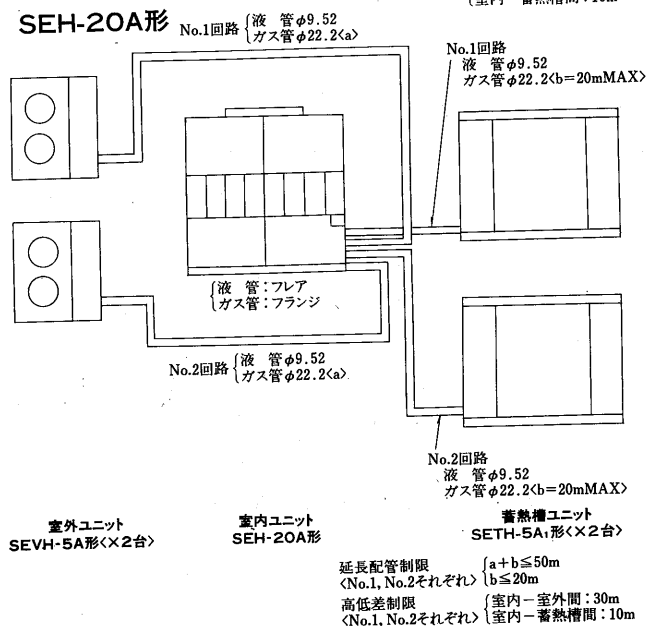 〈室内－蓄熱槽間：10m
SEH-20A形
No.1回路 {液　管φ9.52
ガス管φ22.2<a>
No.1回路
液　管φ9.52
ガス管φ22.2<b=20mMAX>
{液　管：フレア
ガス管：フランジ
No.2回路 {液　管φ9.52
ガス管φ22.2<a>
No.2回路
液　管φ9.52
ガス管φ22.2<b=20mMAX>
室外ユニット
SEVH-5A形<×2台>
室内ユニット
SEH-20A形
蓄熱槽ユニット
SETH-5A₁形<×2台>
延長配管制限
<No.1, No.2それぞれ> {a+b≦50m
b≦20m
高低差制限
<No.1, No.2それぞれ> {室内－室外間：30m
室内－蓄熱槽間：10m